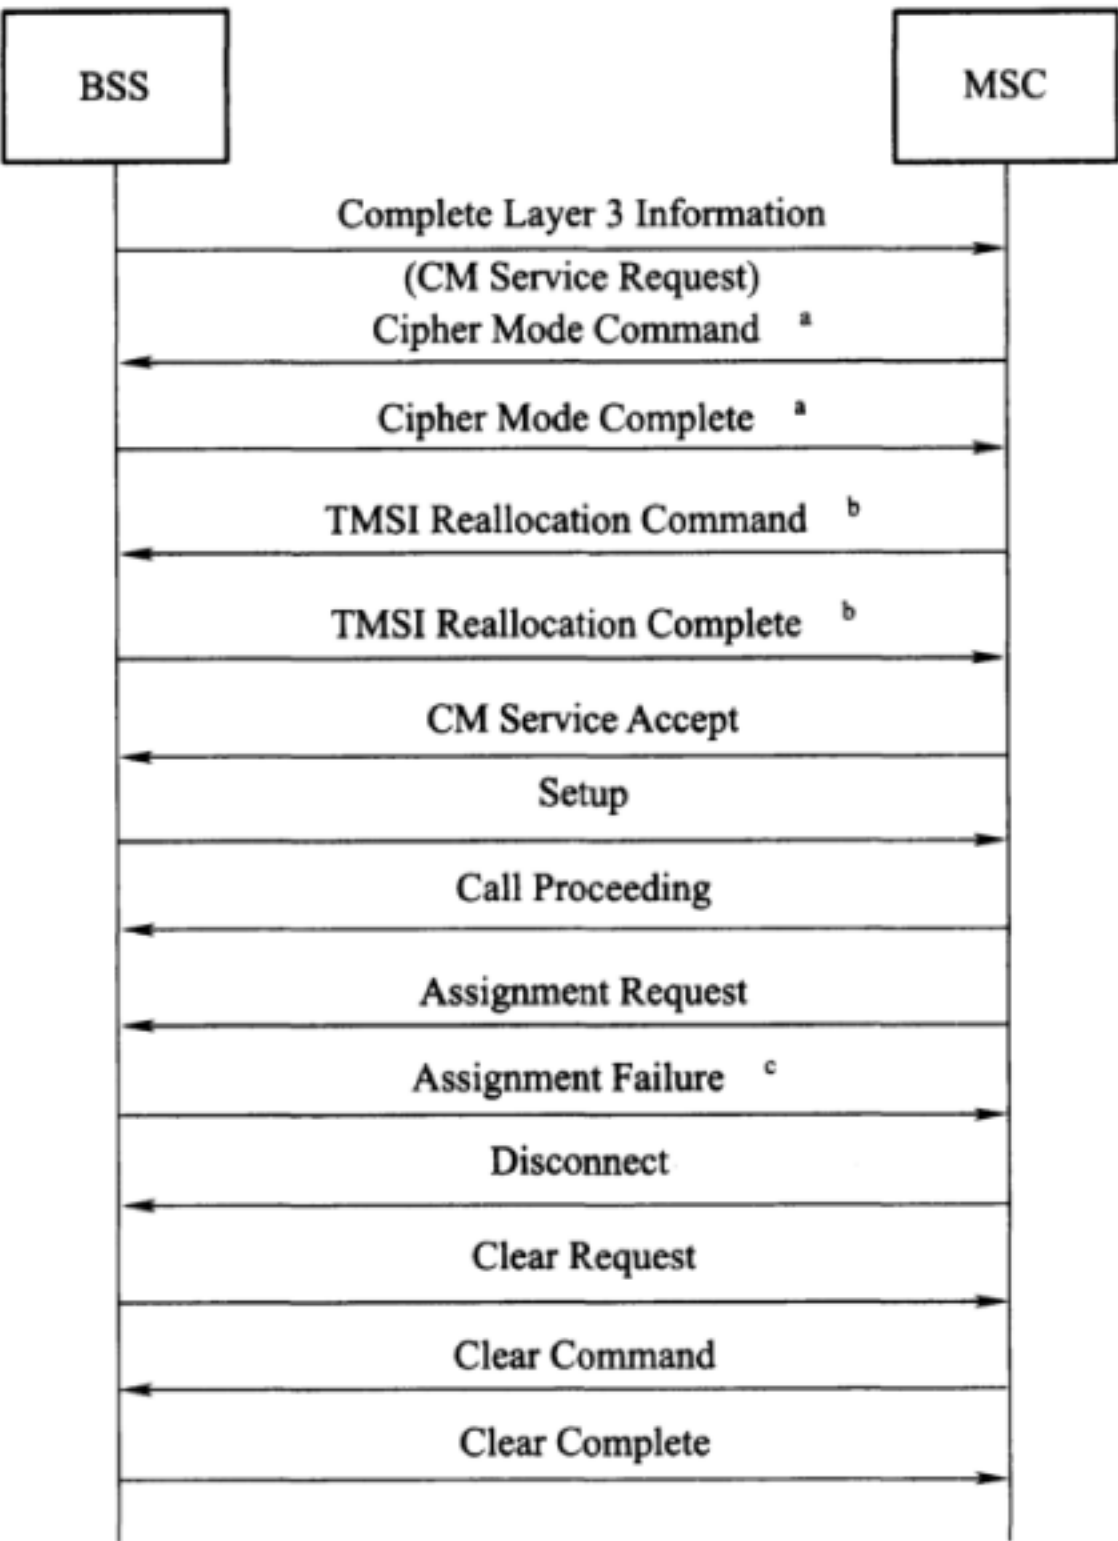 BSS
MSC
Complete Layer 3 Information
(CM Service Request)
Cipher Mode Command a
Cipher Mode Complete a
TMSI Reallocation Command b
TMSI Reallocation Complete b
CM Service Accept
Setup
Call Proceeding
Assignment Request
Assignment Failure c
Disconnect
Clear Request
Clear Command
Clear Complete